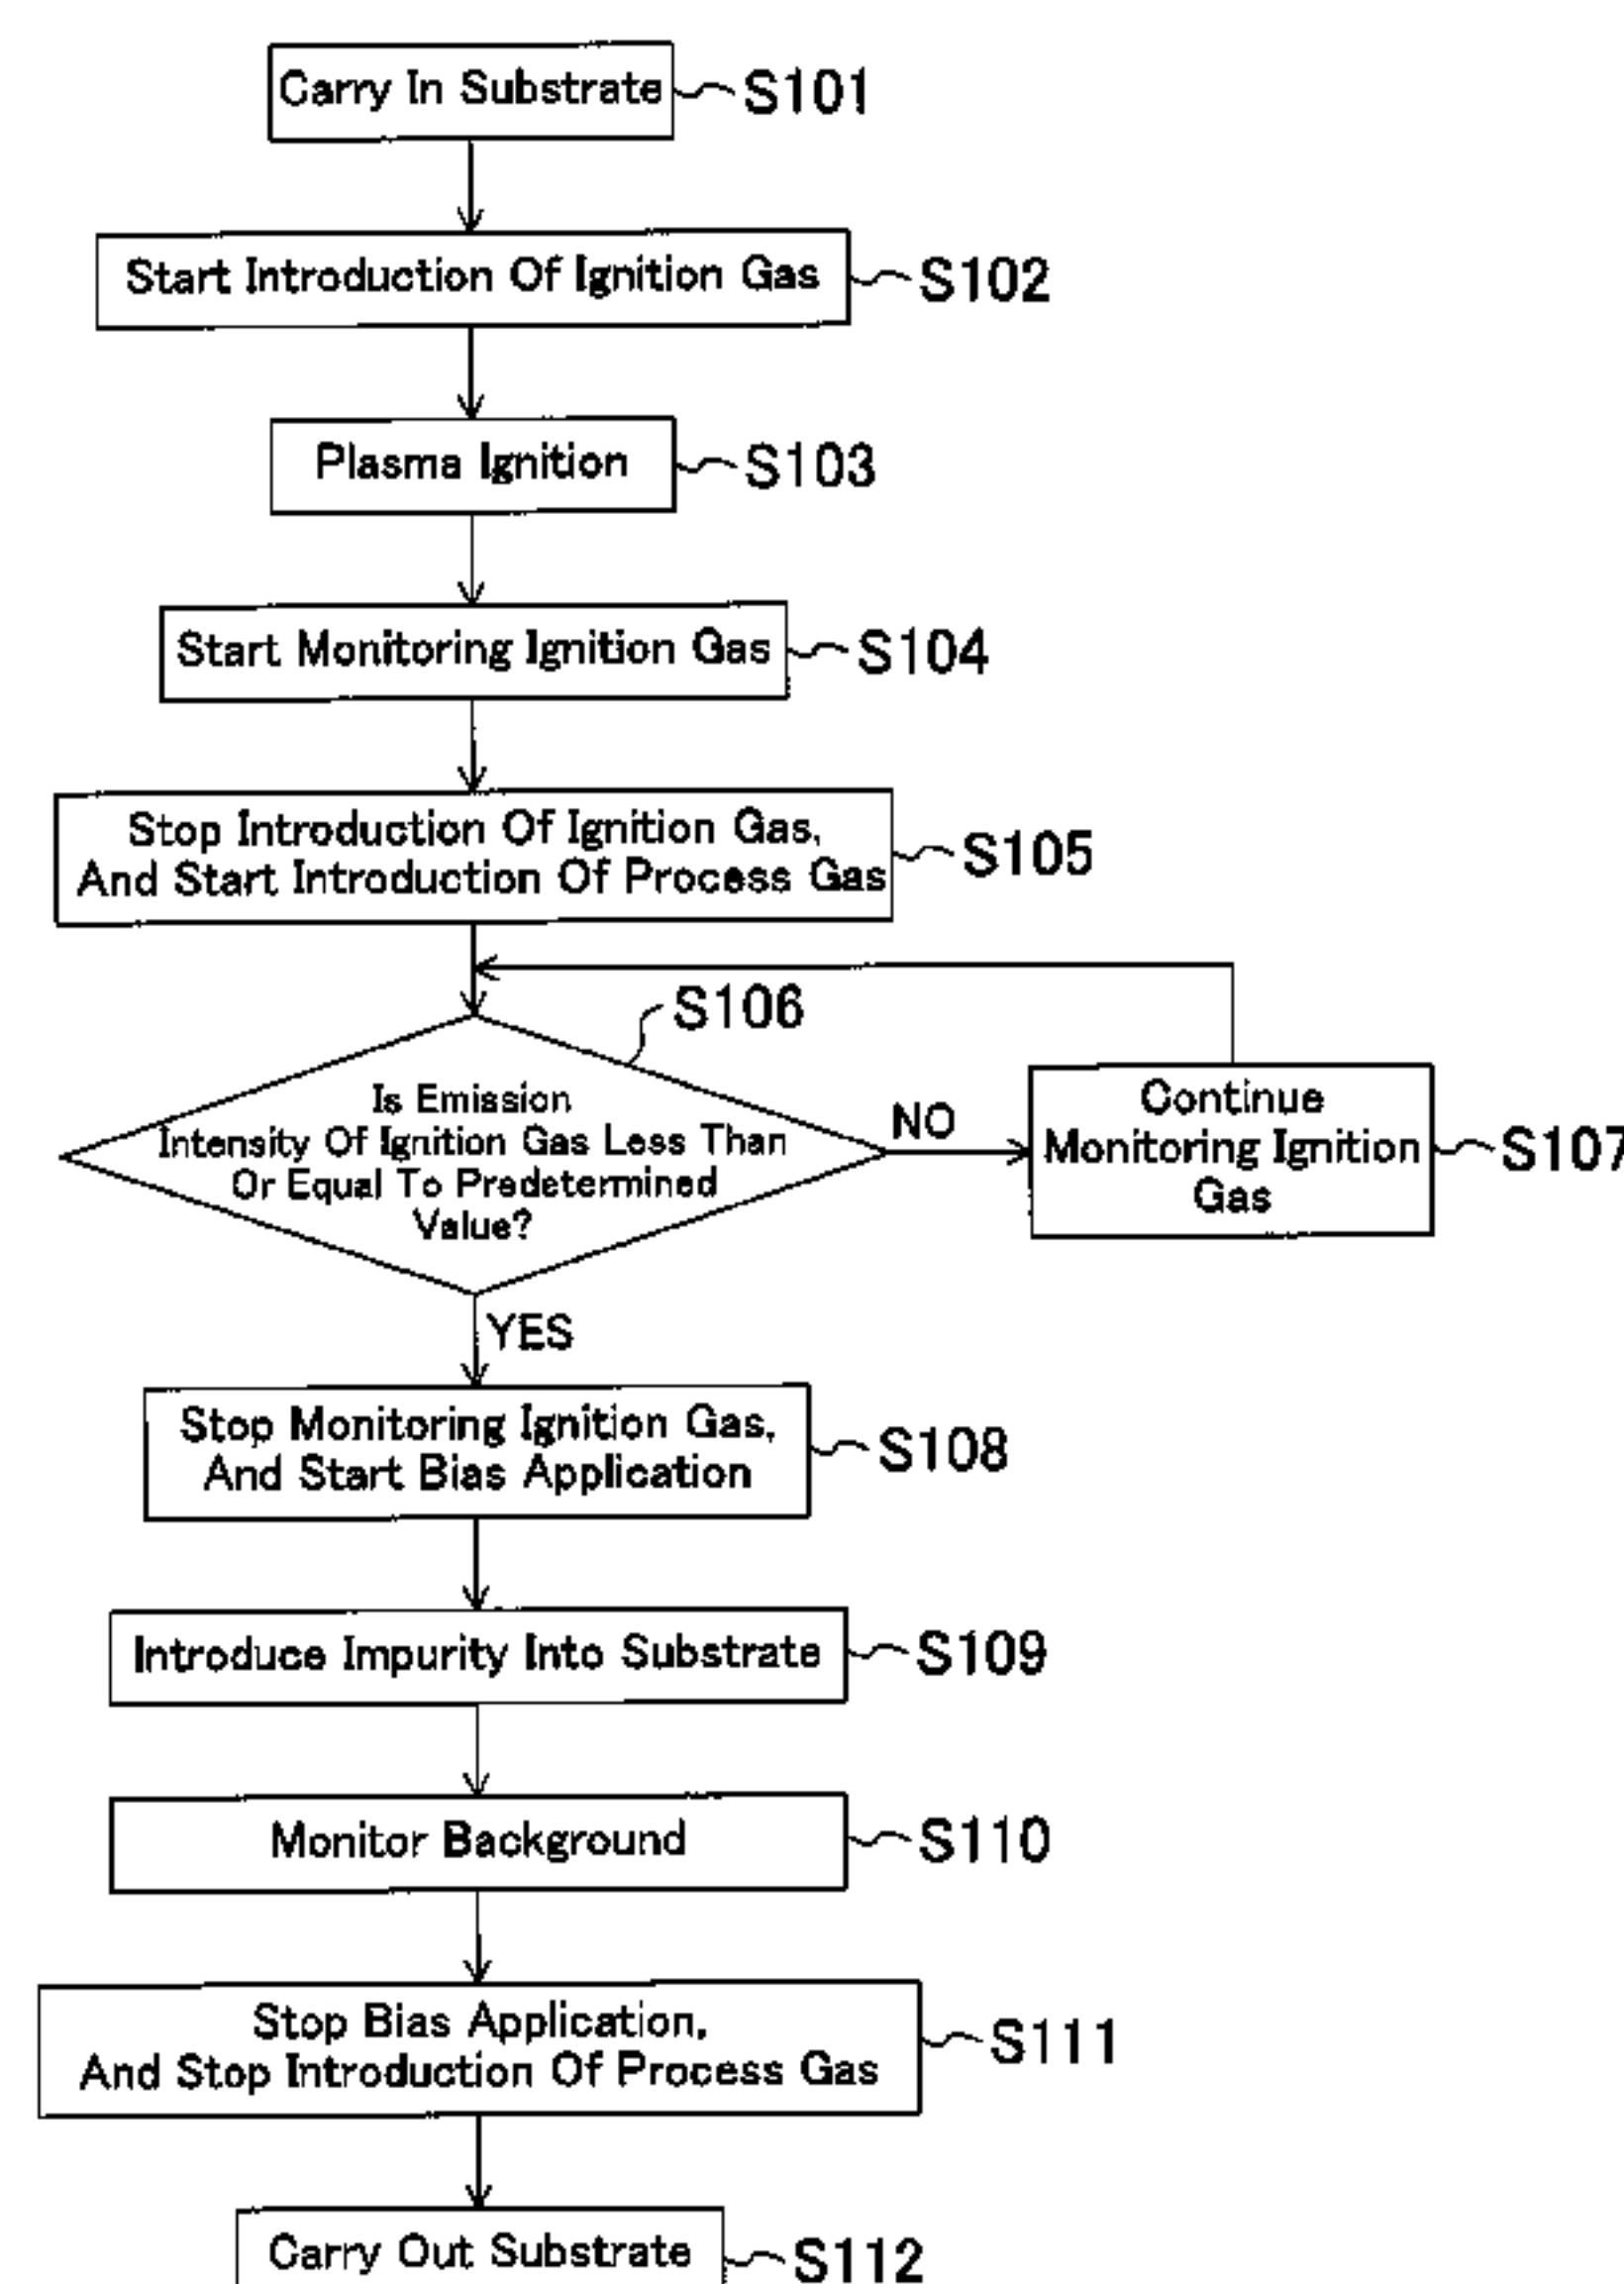 Carry In Substrate S101
Start Introduction Of Ignition Gas S102
Plasma Ignition S103
Start Monitoring Ignition Gas S104
Stop Introduction Of Ignition Gas,
And Start Introduction Of Process Gas S105
S106
Is Emission
Intensity Of Ignition Gas Less Than
Or Equal To Predetermined
Value?
NO
Continue
Monitoring Ignition
Gas
S107
YES
Stop Monitoring Ignition Gas,
And Start Bias Application S108
Introduce Impurity Into Substrate S109
Monitor Background S110
Stop Bias Application,
And Stop Introduction Of Process Gas S111
Carry Out Substrate S112